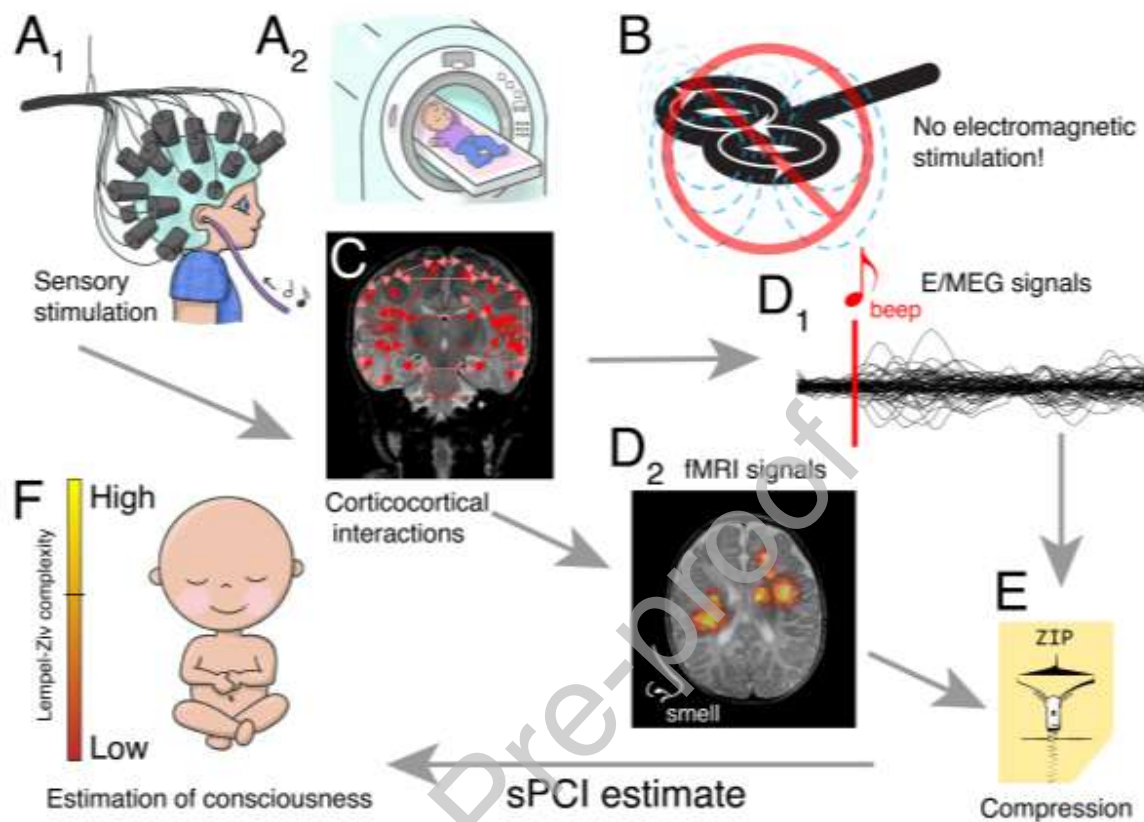 A1
A2
B
No electromagnetic
stimulation!
Sensory
stimulation
C
D1
E/MEG signals
beep
Corticocortical
interactions
D2
fMRI signals
smell
E
ZIP
Compression
F
High
Lempel-Ziv complexity
Low
Estimation of consciousness
sPCI estimate
Pre-proof